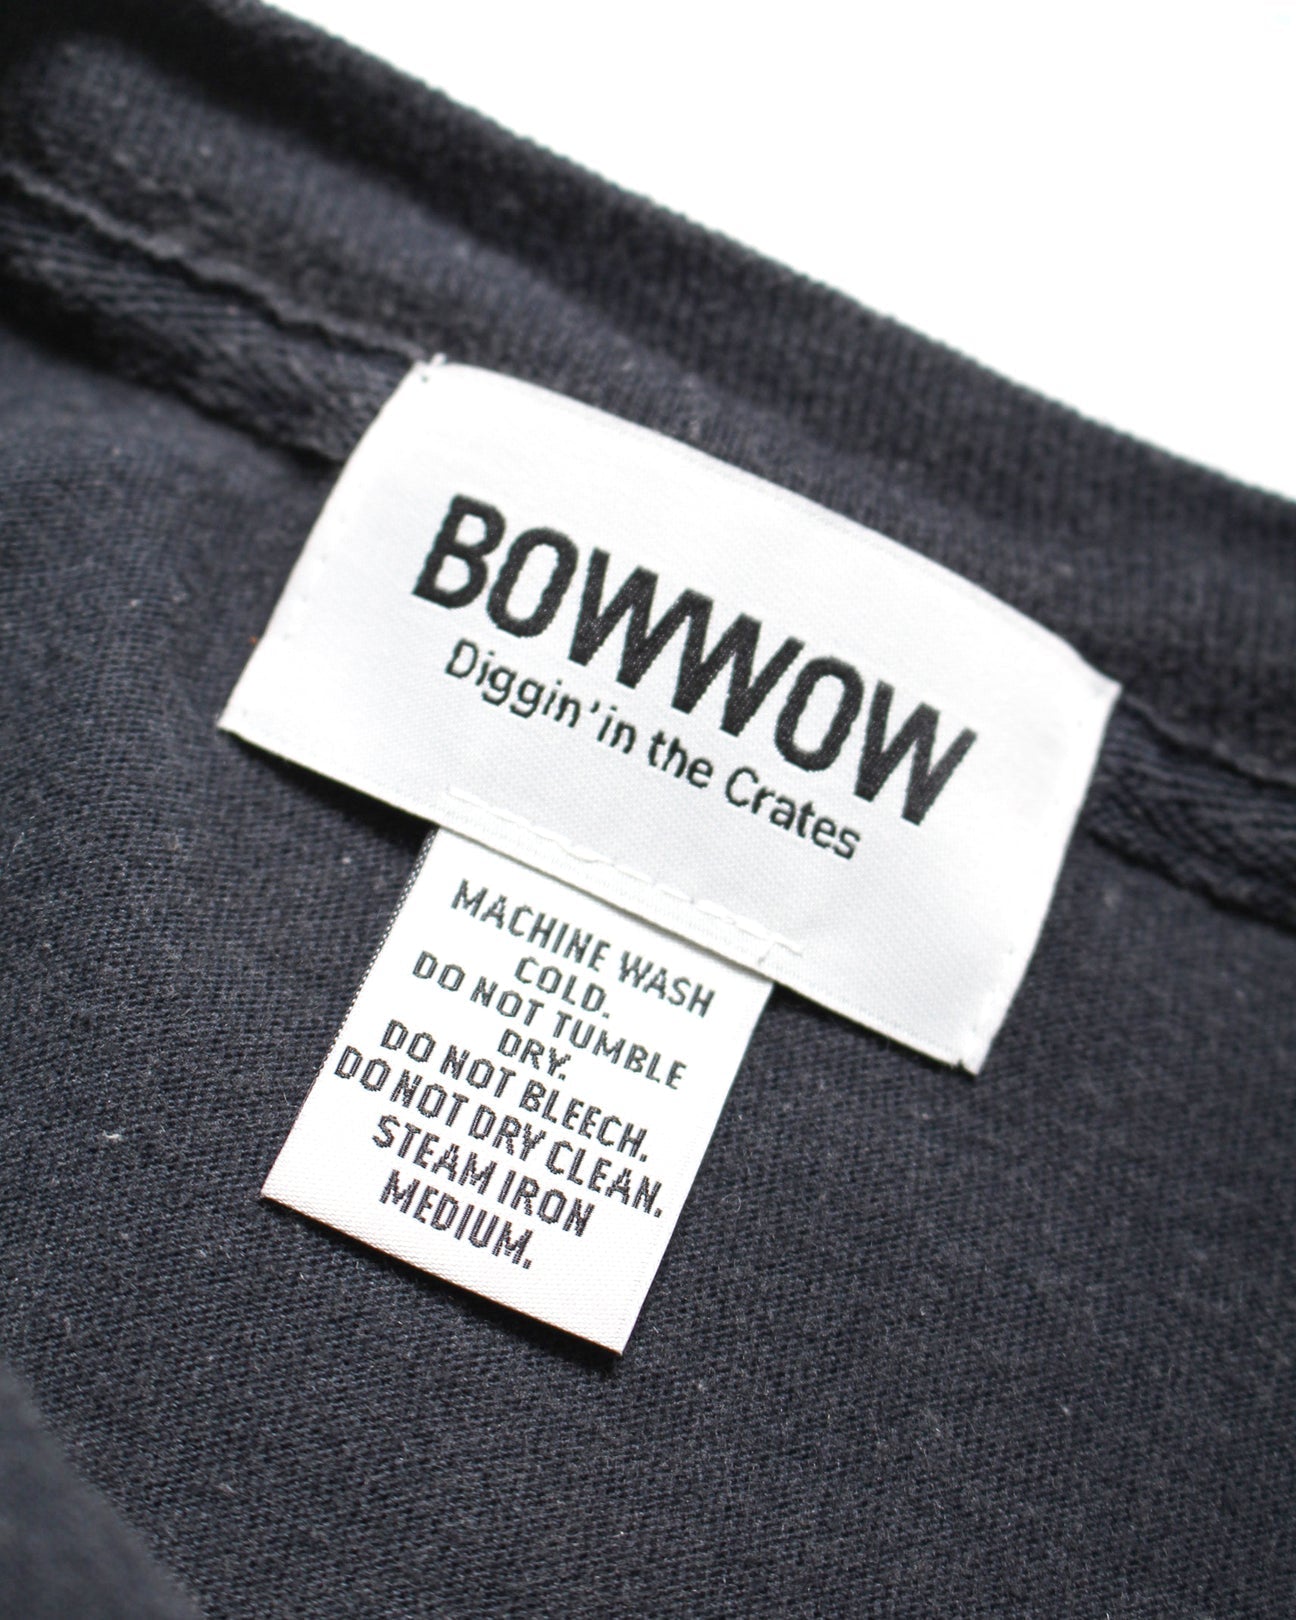 BOWWOW
Diggin' in the Crates
MACHINE WASH
COLD.
DO NOT TUMBLE
DRY.
DO NOT BLEECH.
DO NOT DRY CLEAN.
STEAM IRON
MEDIUM.